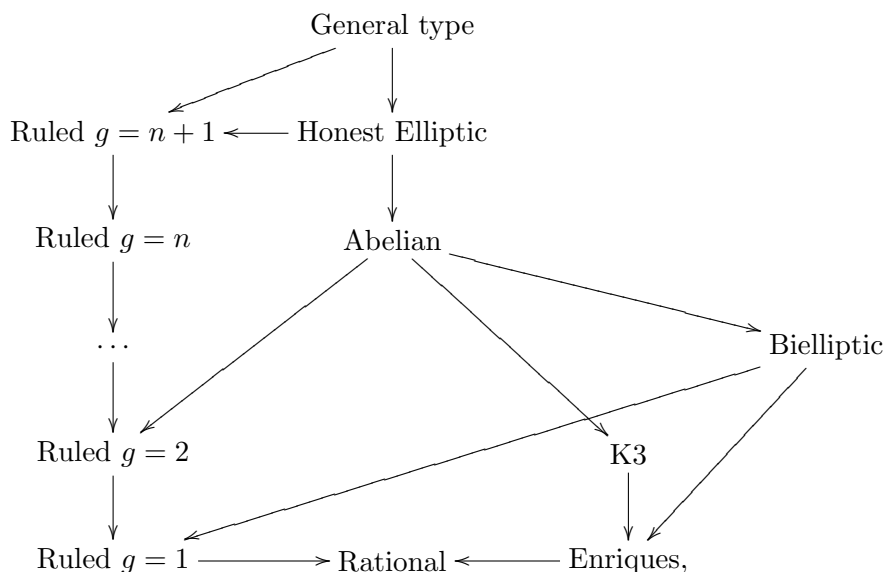 General type
Ruled g = n + 1 Honest Elliptic
Ruled g = n Abelian
... Bielliptic
Ruled g = 2 K3
Ruled g = 1 Rational Enriques,